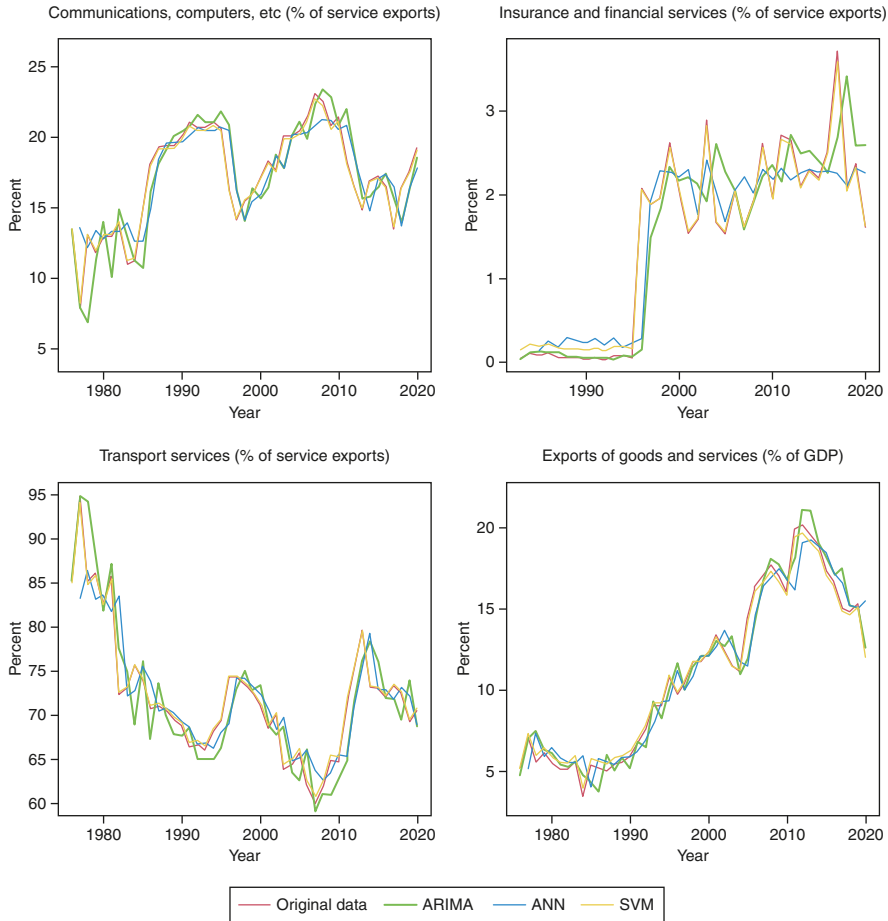 Communications, computers, etc (% of service exports)
Insurance and financial services (% of service exports)
25
20
15
10
5
Percent
1980
1990
2000
2010
2020
Year
3
2
1
0
Percent
1990
2000
2010
2020
Year
Transport services (% of service exports)
Exports of goods and services (% of GDP)
95
90
85
80
75
70
65
60
Percent
1980
1990
2000
2010
2020
Year
20
15
10
5
Percent
1980
1990
2000
2010
2020
Year
Original data
ARIMA
ANN
SVM